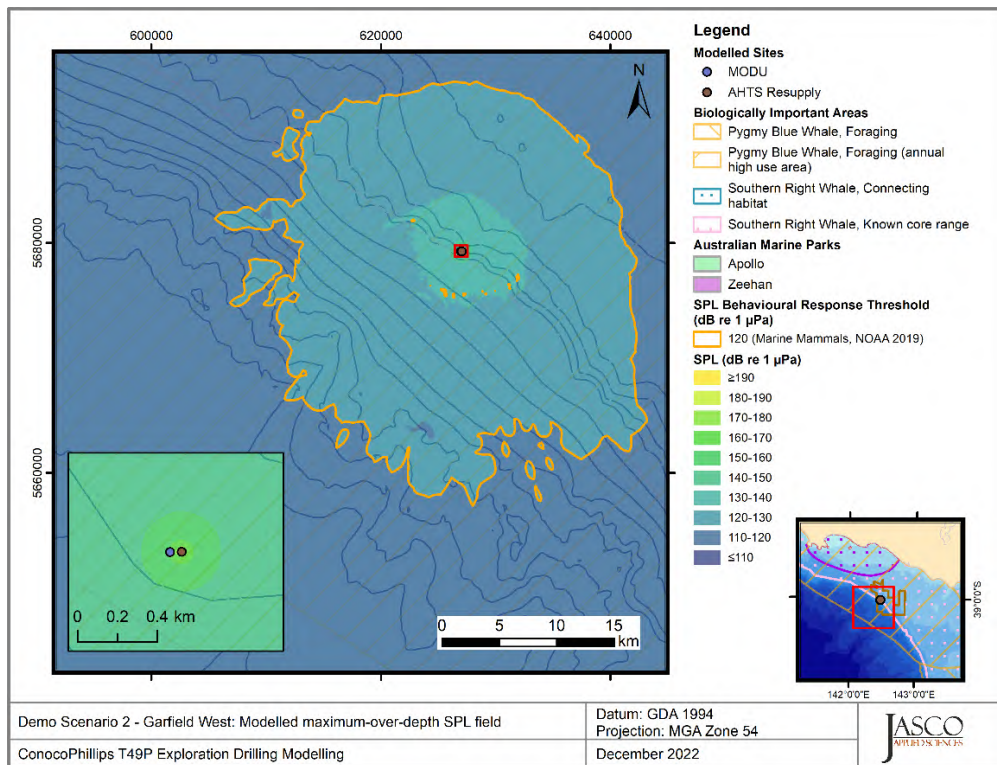 600000
620000
640000
5680000
5660000
N
0 0.2 0.4 km
0 5 10 15
km
Legend
Modelled Sites
MODU
AHTS Resupply
Biologically Important Areas
Pygmy Blue Whale, Foraging
Pygmy Blue Whale, Foraging (annual
high use area)
Southern Right Whale, Connecting
habitat
Southern Right Whale, Known core range
Australian Marine Parks
Apollo
Zeehan
SPL Behavioural Response Threshold
(dB re 1 µPa)
120 (Marine Mammals, NOAA 2019)
SPL (dB re 1 µPa)
≥190
180-190
170-180
160-170
150-160
140-150
130-140
120-130
110-120
≤110
39°0'0"S
142°0'0"E 143°0'0"E
Demo Scenario 2 - Garfield West: Modelled maximum-over-depth SPL field
ConocoPhillips T49P Exploration Drilling Modelling
Datum: GDA 1994
Projection: MGA Zone 54
December 2022
JASCO
APPLIED SCIENCES